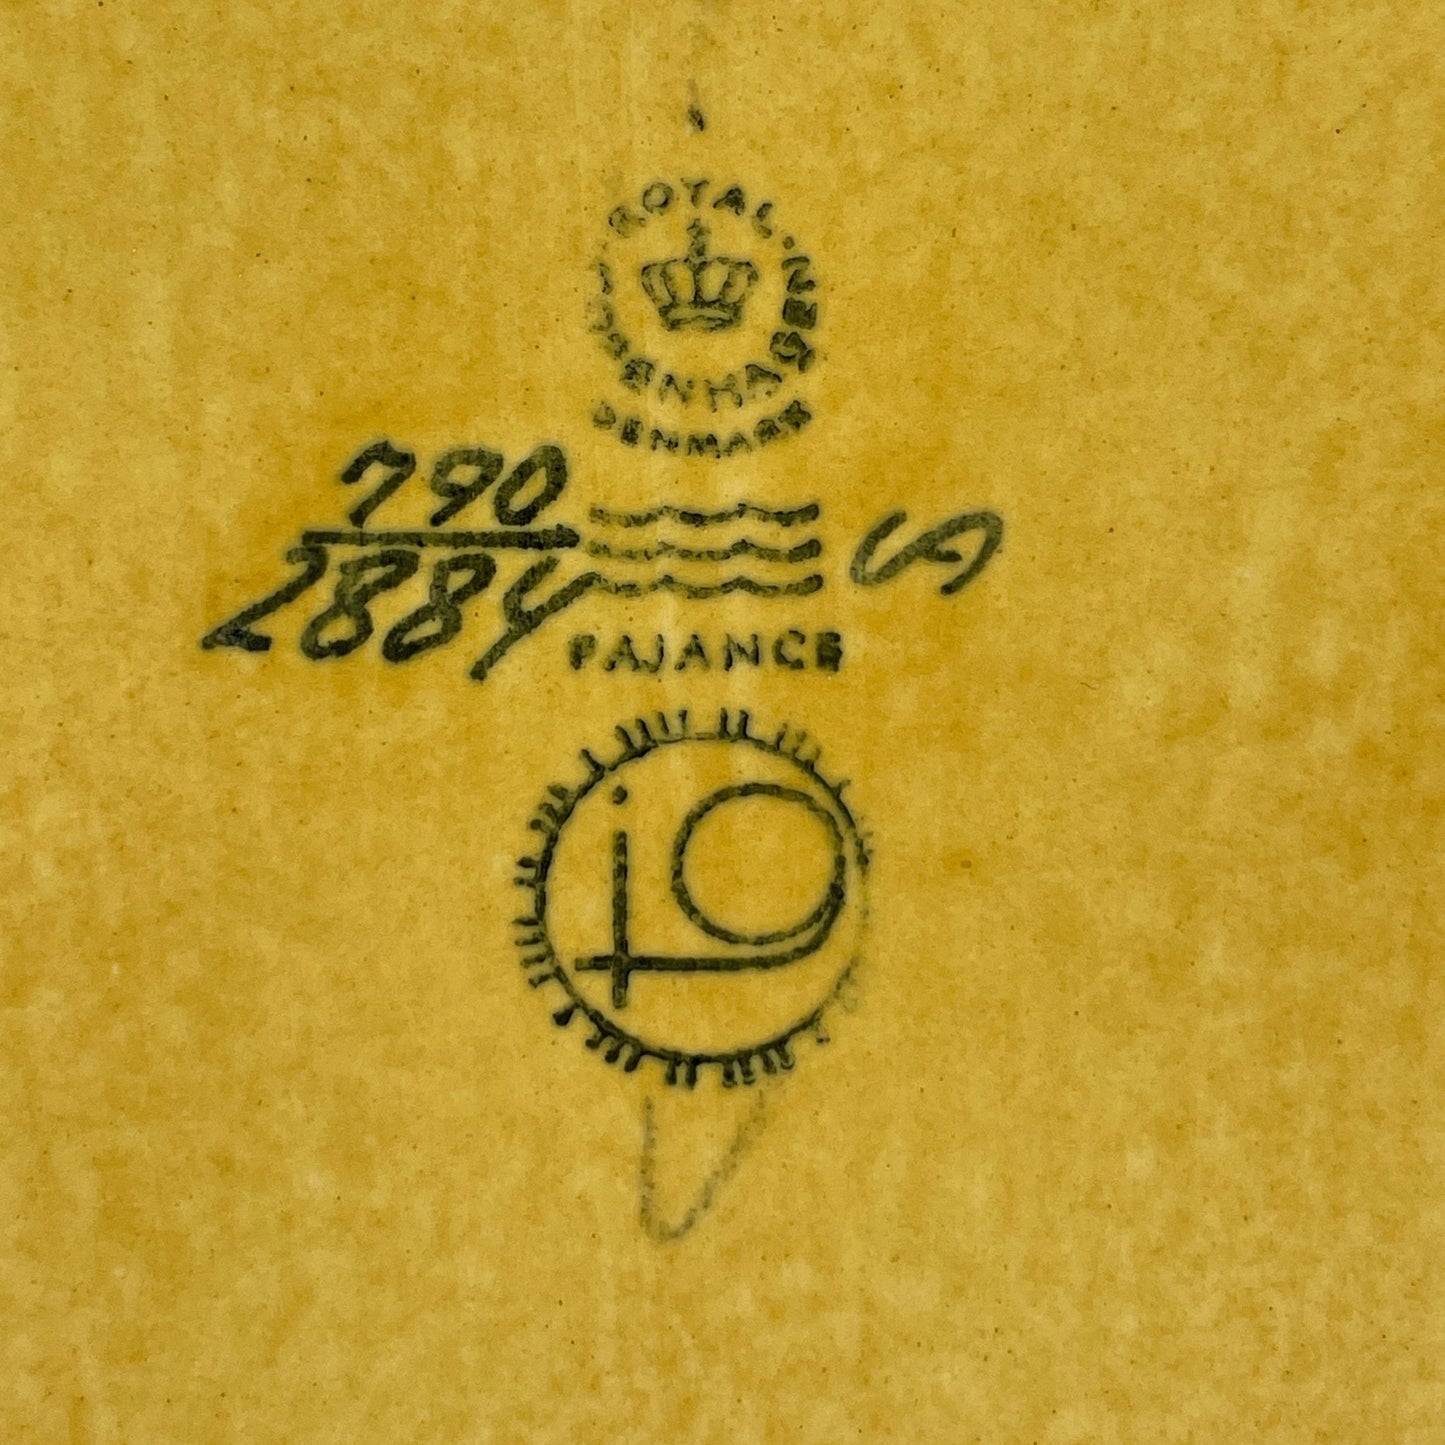 ROYAL COPENHAGEN
DENMARK
790
2884
FAJANCE